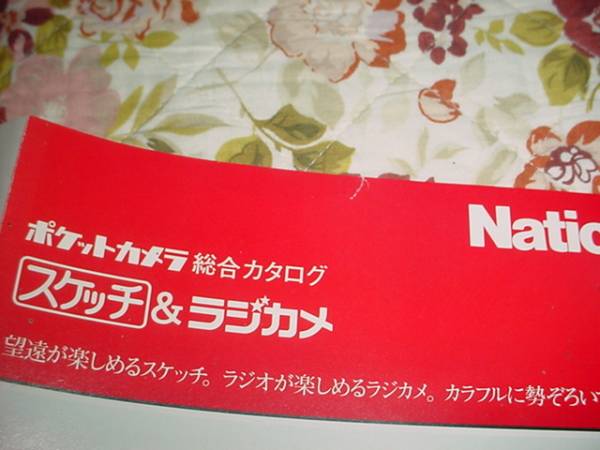 Natio
ポケットカメラ 総合カタログ
スケッチ & ラジカメ
望遠が楽しめるスケッチ。ラジオが楽しめるラジカメ。カラフルに勢ぞろい